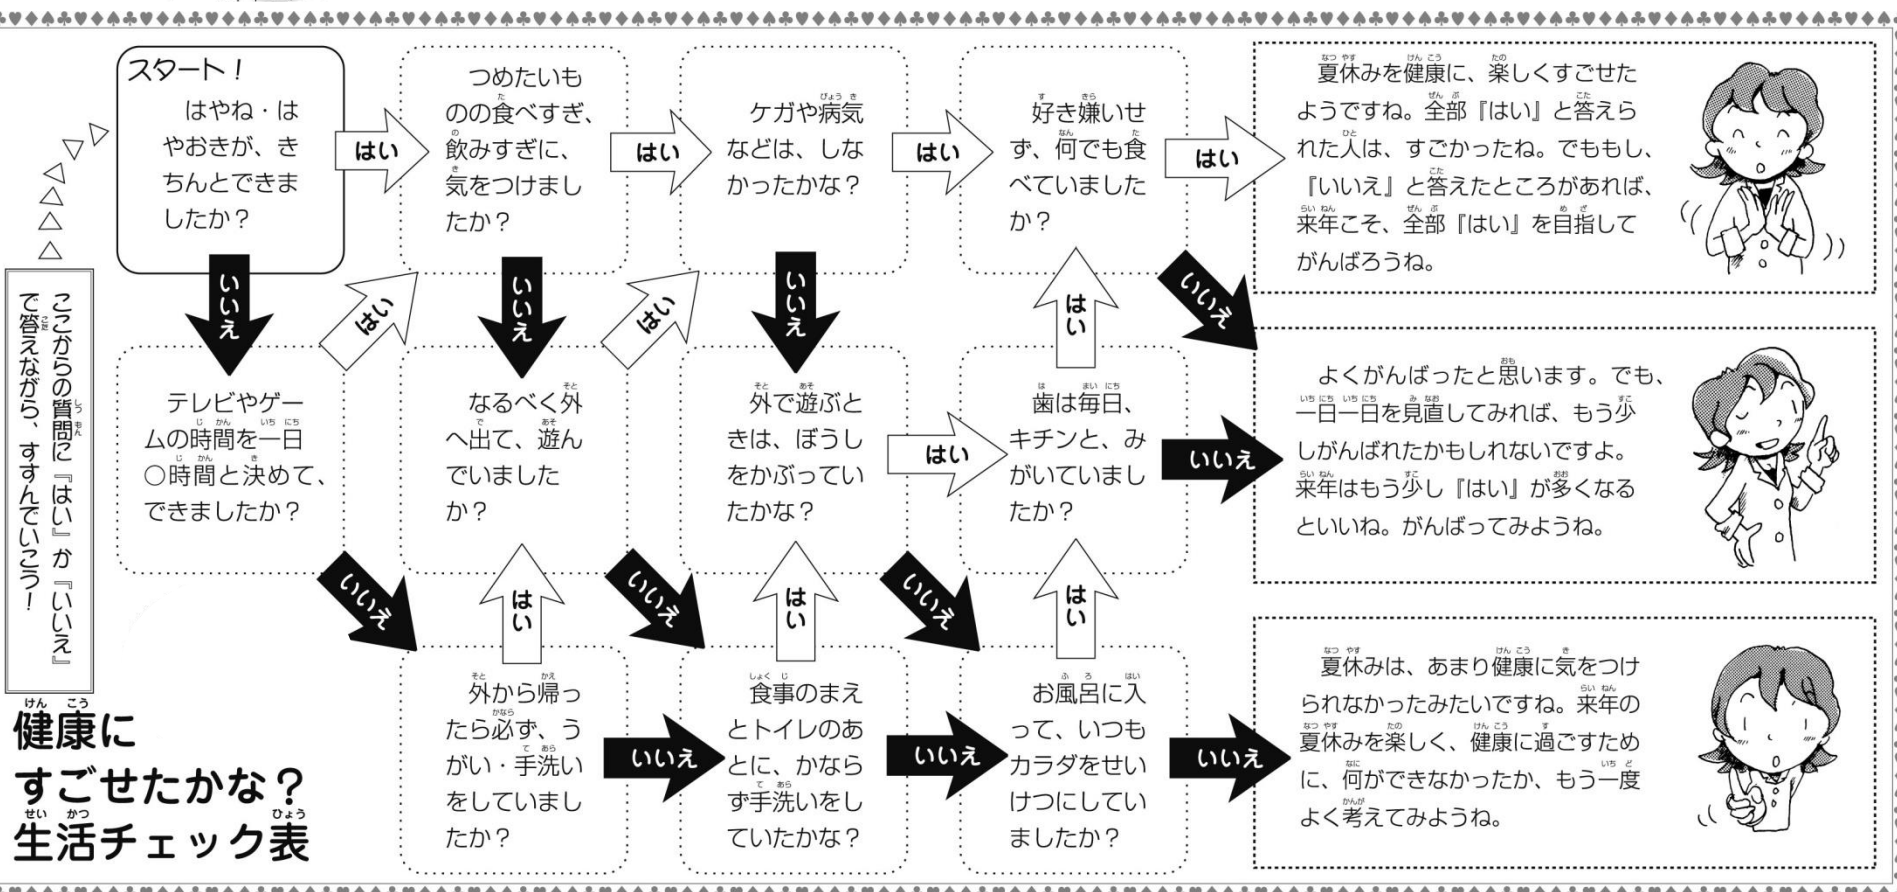 スタート!
はやね・は
やおきが、き
ちんとできま
したか?
はい
いいえ
つめたいも
のの食べすぎ、
飲みすぎに、
気をつけまし
たか?
はい
いいえ
ケガや病気
などは、しな
かったかな?
はい
いいえ
好き嫌いせ
ず、何でも食
べていました
か?
はい
いいえ
夏休みを健康に、楽しくすごせた
ようですね。全部『はい』と答えら
れた人は、すごかったね。でももし、
『いいえ』と答えたところがあれば、
来年こそ、全部『はい』を目指して
がんばろうね。
ここからの質問に『はい』か『いいえ』
で答えながら、すすんでいこう!
テレビやゲー
ムの時間を一日
○時間と決めて、
できましたか?
はい
いいえ
なるべく外
へ出て、遊ん
でいました
か?
はい
いいえ
外で遊ぶと
きは、ぼうし
をかぶってい
たかな?
はい
いいえ
歯は毎日、
キチンと、み
がいていまし
たか?
はい
いいえ
よくがんばったと思います。でも、
一日一日を見直してみれば、もう少
しがんばれたかもしれないですよ。
来年はもう少し『はい』が多くなる
といいね。がんばってみようね。
外から帰っ
たら必ず、う
がい・手洗い
をしていまし
たか?
はい
いいえ
食事のまえ
とトイレのあ
とに、かなら
ず手洗いをし
ていたかな?
はい
いいえ
お風呂に入
って、いつも
カラダをせい
けつにしてい
ましたか?
はい
いいえ
夏休みは、あまり健康に気をつけ
られなかったみたいですね。来年の
夏休みを楽しく、健康に過ごすため
に、何ができなかったか、もう一度
よく考えてみようね。
健康に
すごせたかな?
生活チェック表